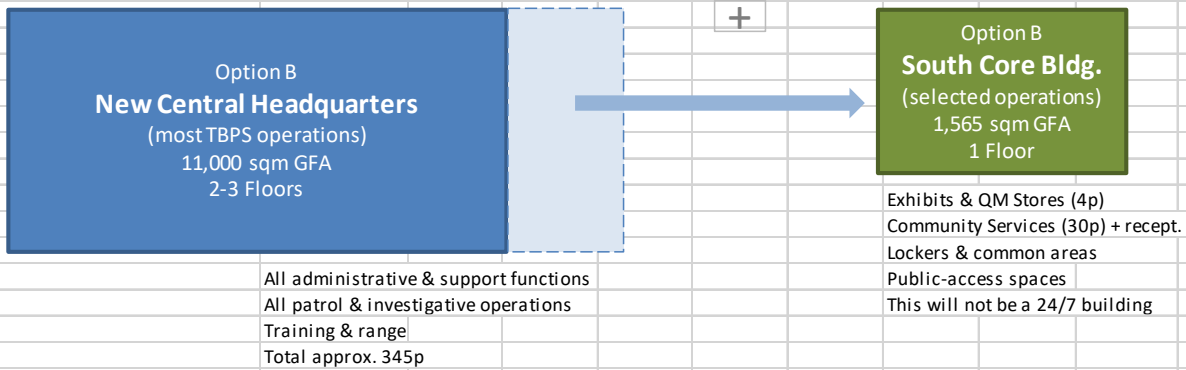 Option B
New Central Headquarters
(most TBPS operations)
11,000 sqm GFA
2-3 Floors
All administrative & support functions
All patrol & investigative operations
Training & range
Total approx. 345p
+
Option B
South Core Bldg.
(selected operations)
1,565 sqm GFA
1 Floor
Exhibits & QM Stores (4p)
Community Services (30p) + recept.
Lockers & common areas
Public-access spaces
This will not be a 24/7 building